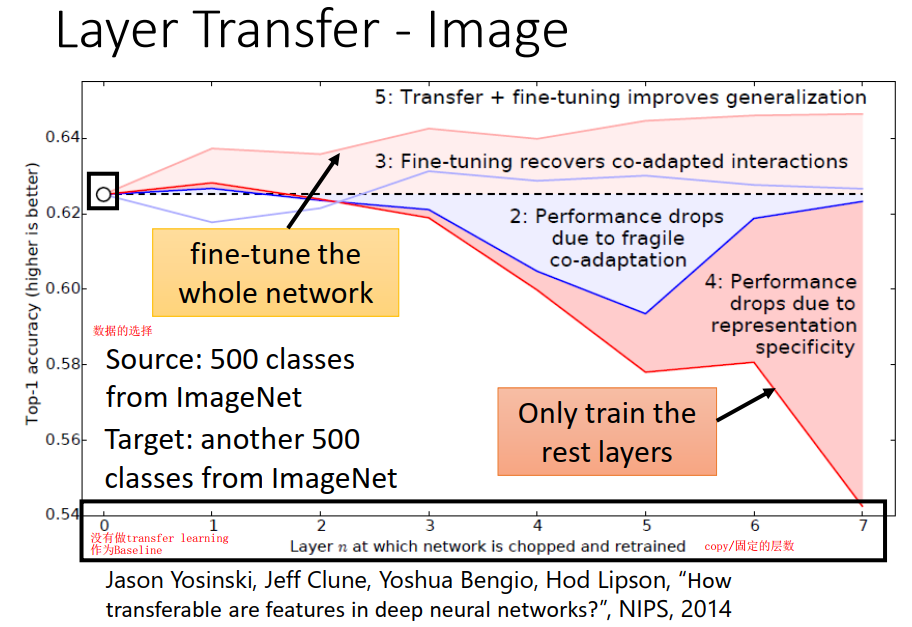 Layer Transfer - Image
5: Transfer + fine-tuning improves generalization
0.64
3: Fine-tuning recovers co-adapted interactions
0.62
2: Performance drops
due to fragile
co-adaptation
fine-tune the
whole network
0.60
4: Performance
drops due to
representation
specificity
Top-1 accuracy (higher is better)
数据的选择
Source: 500 classes
from ImageNet
0.58
Only train the
rest layers
Target: another 500
classes from ImageNet
0.56
0.54
0 1 2 3 4 5 6 7
没有做transfer learning
作为Baseline
Layer n at which network is chopped and retrained
copy/固定的层数
Jason Yosinski, Jeff Clune, Yoshua Bengio, Hod Lipson, “How
transferable are features in deep neural networks?”, NIPS, 2014